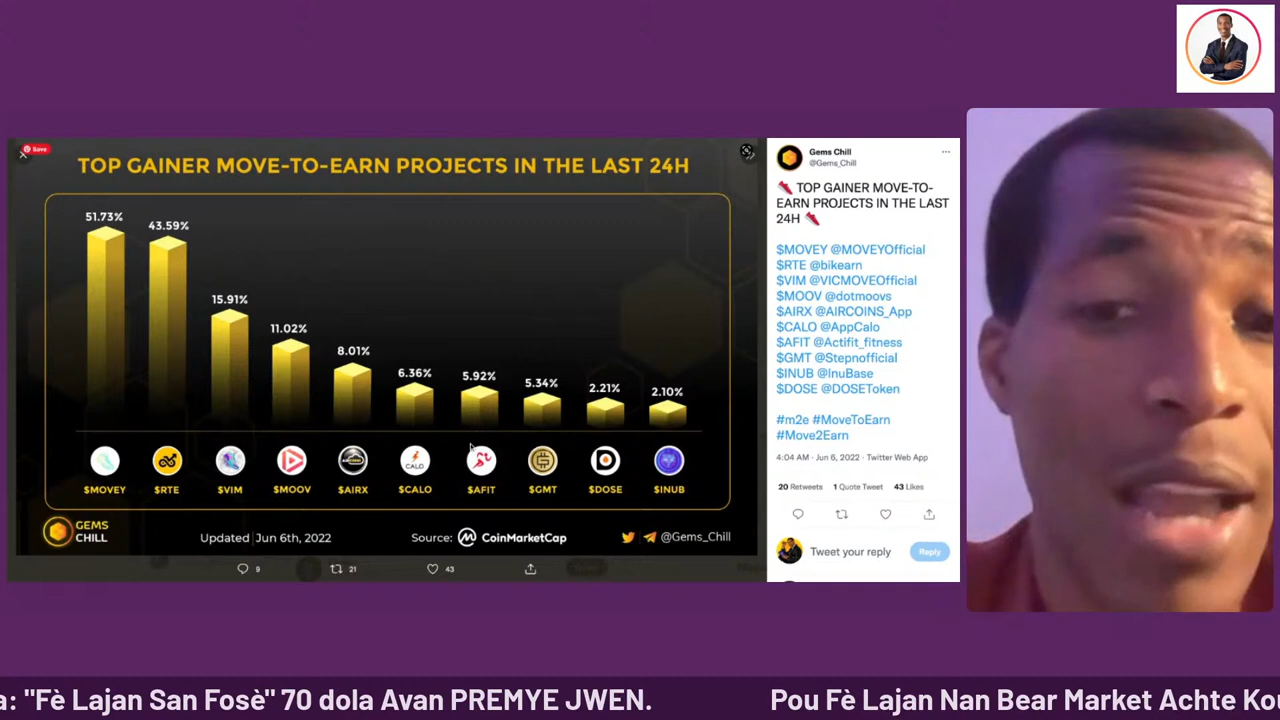 Save
TOP GAINER MOVE-TO-EARN PROJECTS IN THE LAST 24H
51.73%
43.59%
15.91%
11.02%
8.01%
6.36%
5.92%
5.34%
2.21%
2.10%
CALO
$MOVEY
$RTE
$VIM
$MOOV
$AIRX
$CALO
$AFIT
$GMT
$DOSE
$INUB
GEMS
CHILL
Updated Jun 6th, 2022
Source: CoinMarketCap
@Gems_Chill
9
21
43
Gems Chill
@Gems_Chill
TOP GAINER MOVE-TO-
EARN PROJECTS IN THE LAST
24H
$MOVEY @MOVEYOfficial
$RTE @bikearn
$VIM @VICMOVEOfficial
$MOOV @dotmoovs
$AIRX @AIRCOINS_App
$CALO @AppCalo
$AFIT @Actifit_fitness
$GMT @Stepnofficial
$INUB @InuBase
$DOSE @DOSEToken
#m2e #MoveToEarn
#Move2Earn
4:04 AM · Jun 6, 2022 · Twitter Web App
20 Retweets 1 Quote Tweet 43 Likes
Tweet your reply
Reply
a: "Fè Lajan San Fosè" 70 dola Avan PREMYE JWEN. Pou Fè Lajan Nan Bear Market Achte